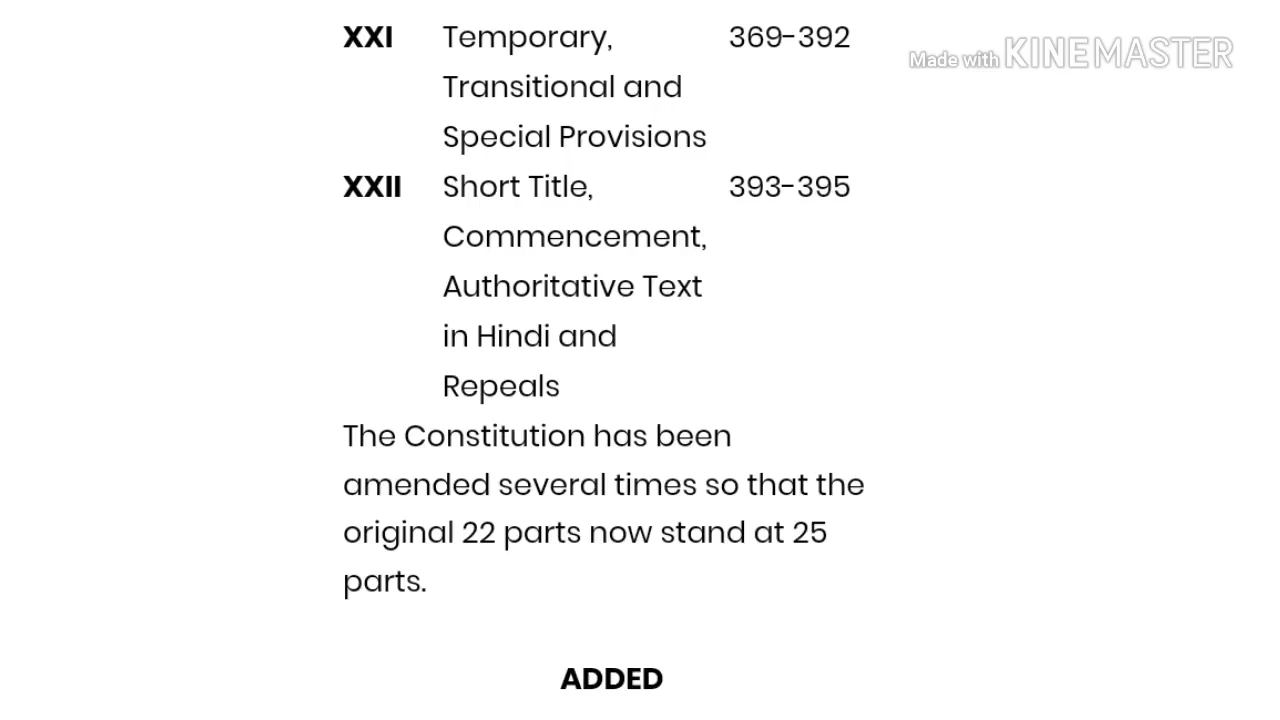 XXI Temporary, 369-392
Made with KINEMASTER
Transitional and
Special Provisions
XXII Short Title, 393-395
Commencement,
Authoritative Text
in Hindi and
Repeals
The Constitution has been
amended several times so that the
original 22 parts now stand at 25
parts.
ADDED